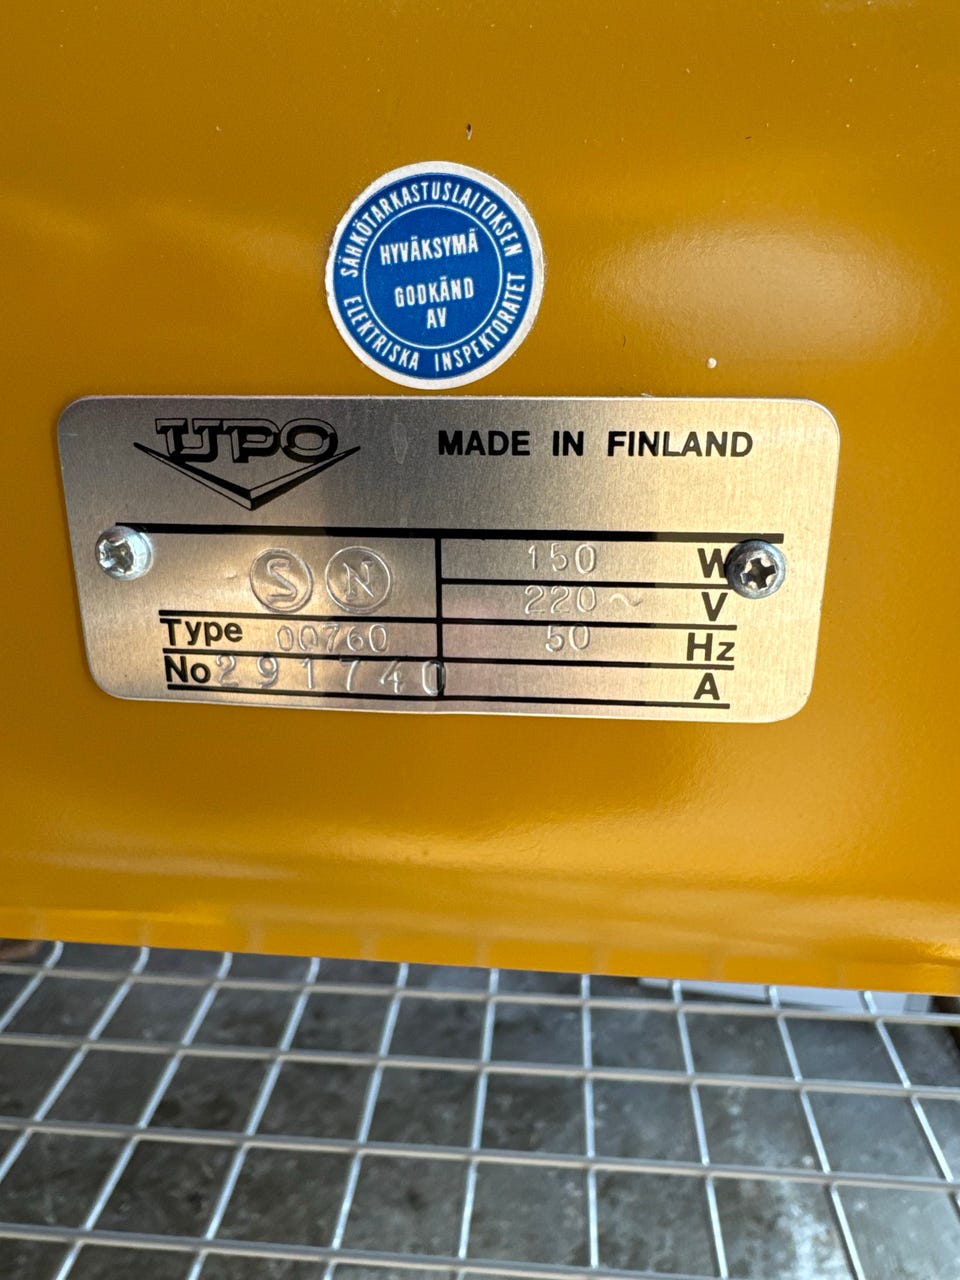 SÄHKÖTARKASTUSLAITOKSEN
HYVÄKSYMÄ
GODKÄND
AV
ELEKTRISKA INSPEKTORATET
UPO
MADE IN FINLAND
S N
150 W
220 ~ V
Type 00760
50 Hz
No 291740
A